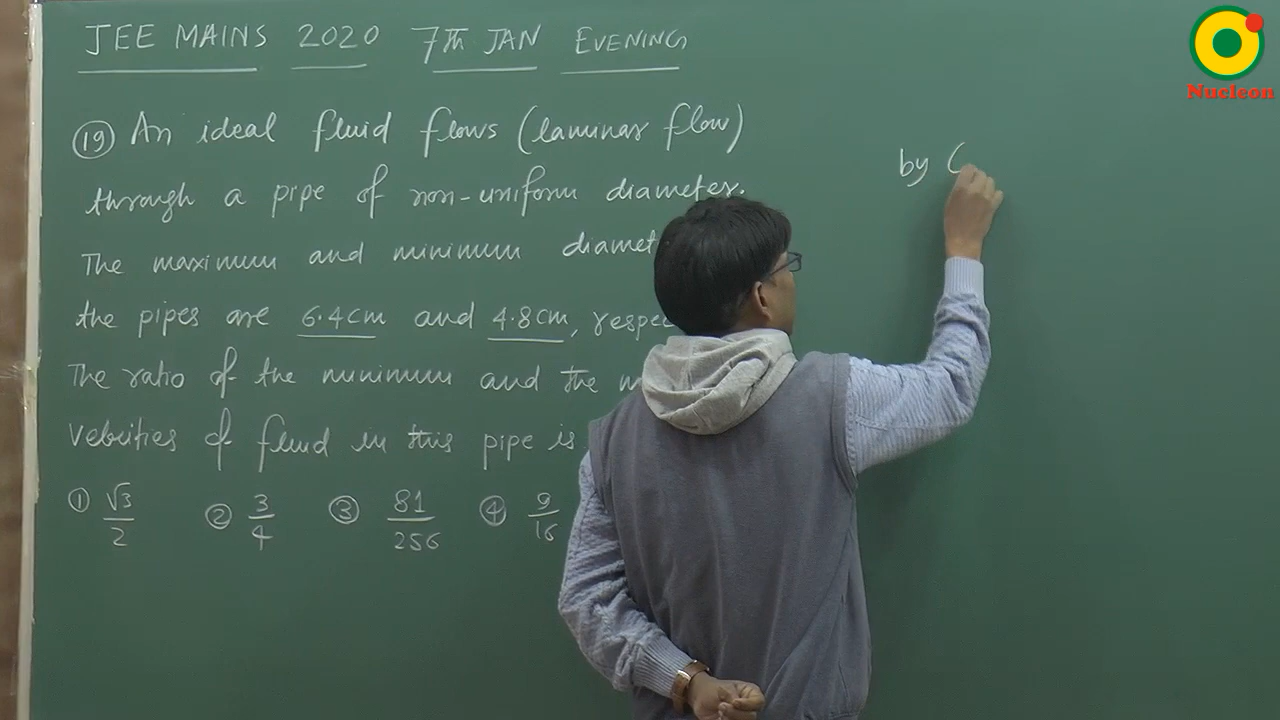 JEE MAINS 2020 7th JAN EVENING
19 An ideal fluid flows (laminar flow)
through a pipe of non-uniform diameter.
The maximum and minimum
the pipes are 6.4cm and 4.8cm,
The ratio of the minimum and the
velocities of fluid in this pipe is
1 √3/2 2 3/4 3 81/256 4 9/16
by C
Nucleon